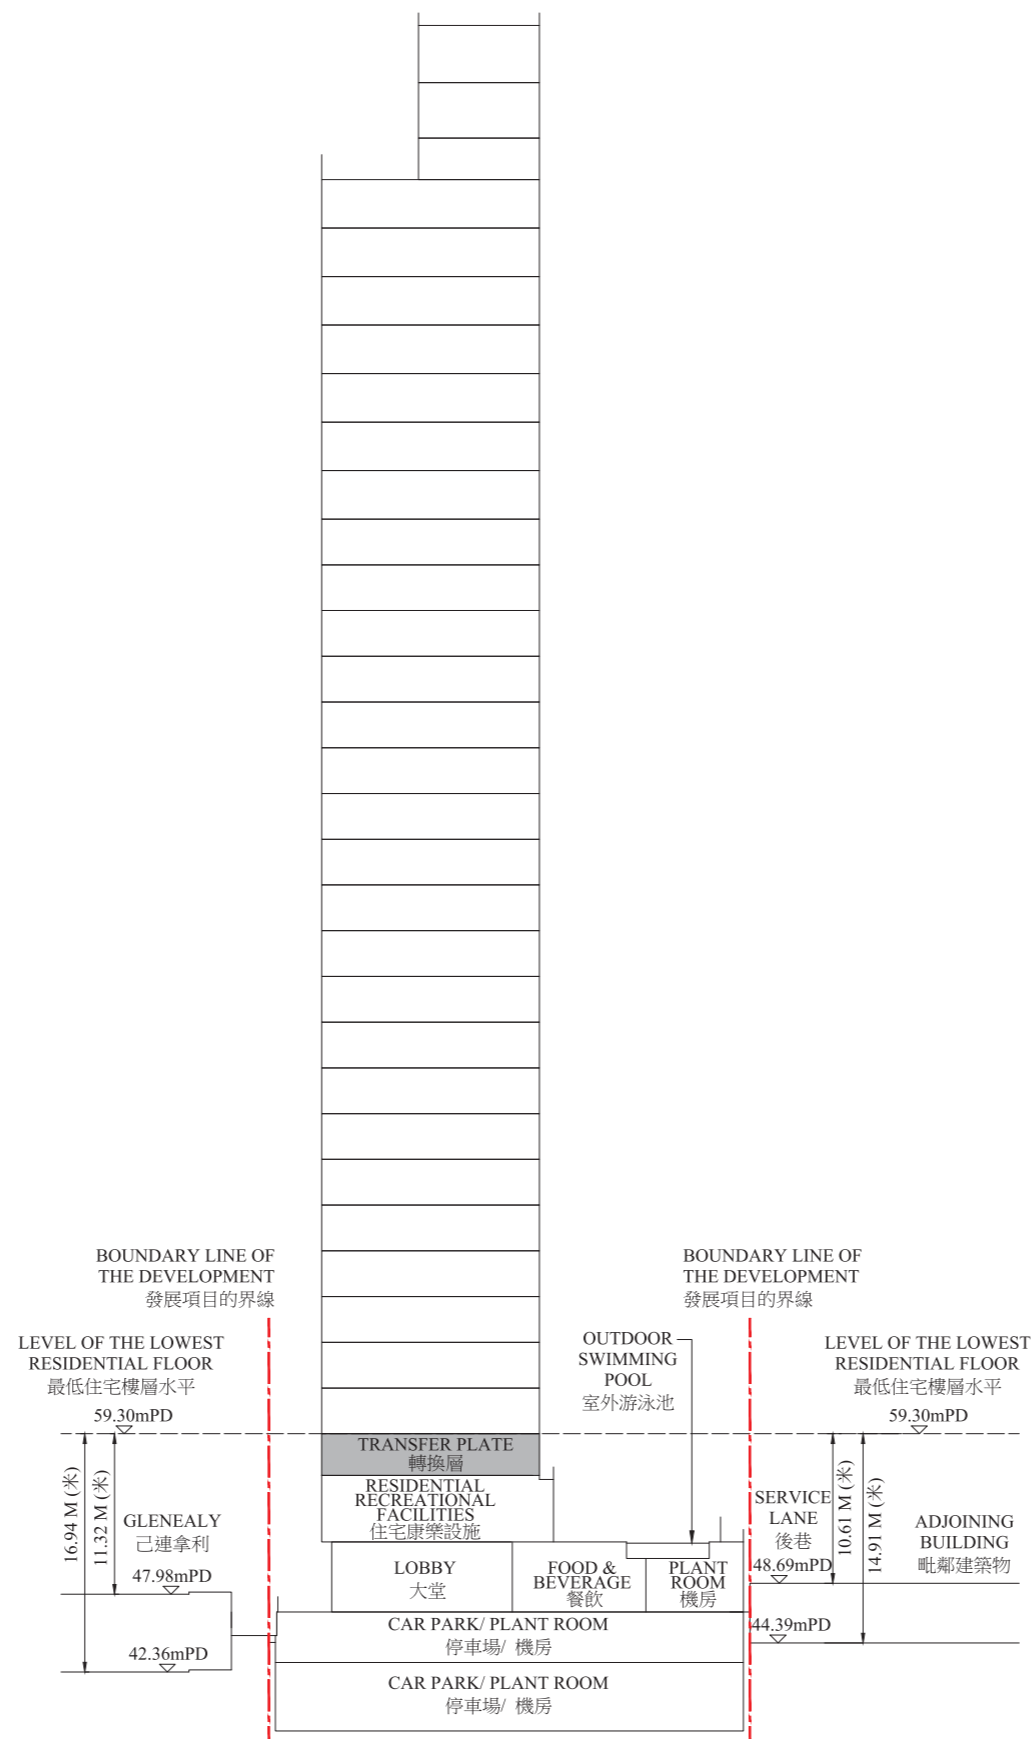 BOUNDARY LINE OF
THE DEVELOPMENT
發展項目的界線
BOUNDARY LINE OF
THE DEVELOPMENT
發展項目的界線
LEVEL OF THE LOWEST
RESIDENTIAL FLOOR
最低住宅樓層水平
59.30mPD
OUTDOOR
SWIMMING
POOL
室外游泳池
LEVEL OF THE LOWEST
RESIDENTIAL FLOOR
最低住宅樓層水平
59.30mPD
TRANSFER PLATE
轉換層
RESIDENTIAL
RECREATIONAL
FACILITIES
住宅康樂設施
16.94 M (米)
11.32 M (米)
GLENEALY
己連拿利
47.98mPD
42.36mPD
LOBBY
大堂
FOOD &
BEVERAGE
餐飲
PLANT
ROOM
機房
SERVICE
LANE
後巷
48.69mPD
10.61 M (米)
14.91 M (米)
ADJOINING
BUILDING
毗鄰建築物
44.39mPD
CAR PARK/ PLANT ROOM
停車場/ 機房
CAR PARK/ PLANT ROOM
停車場/ 機房